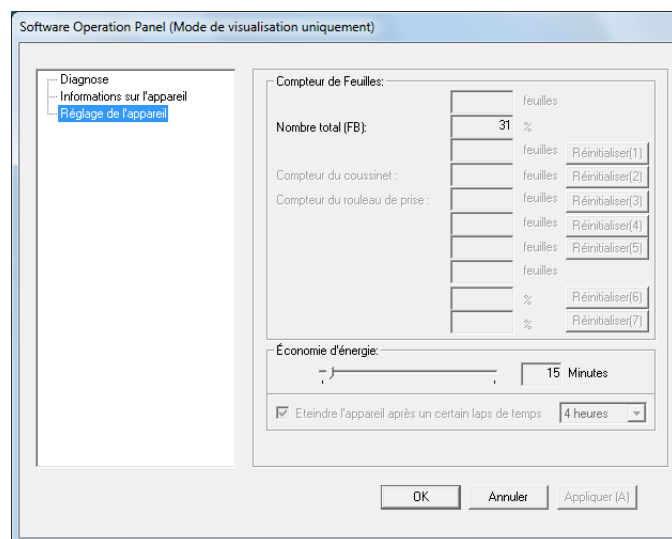 Software Operation Panel (Mode de visualisation uniquement)
Diagnose
Informations sur l'appareil
Réglage de l'appareil
Compteur de Feuilles:
feuilles
Nombre total (FB): 31 %
feuilles Réinitialiser(1)
Compteur du coussinet : feuilles Réinitialiser(2)
Compteur du rouleau de prise : feuilles Réinitialiser(3)
feuilles Réinitialiser(4)
feuilles Réinitialiser(5)
feuilles
% Réinitialiser(6)
% Réinitialiser(7)
Économie d'énergie:
15 Minutes
Eteindre l'appareil après un certain laps de temps 4 heures
OK Annuler Appliquer (A)